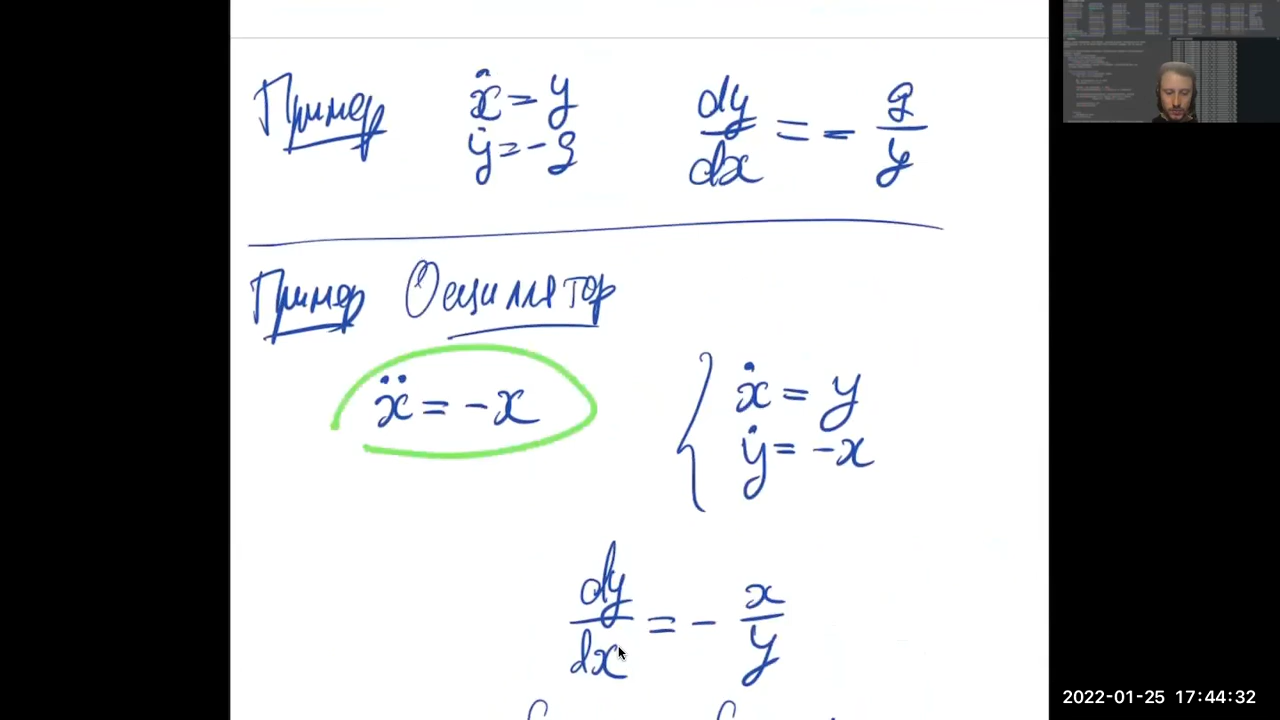 Пример ẋ = y dy/dx = - g/y
ẏ = -g
Пример Осциллятор
ẍ = -x { ẋ = y
ẏ = -x
dy/dx = - x/y
2022-01-25 17:44:32